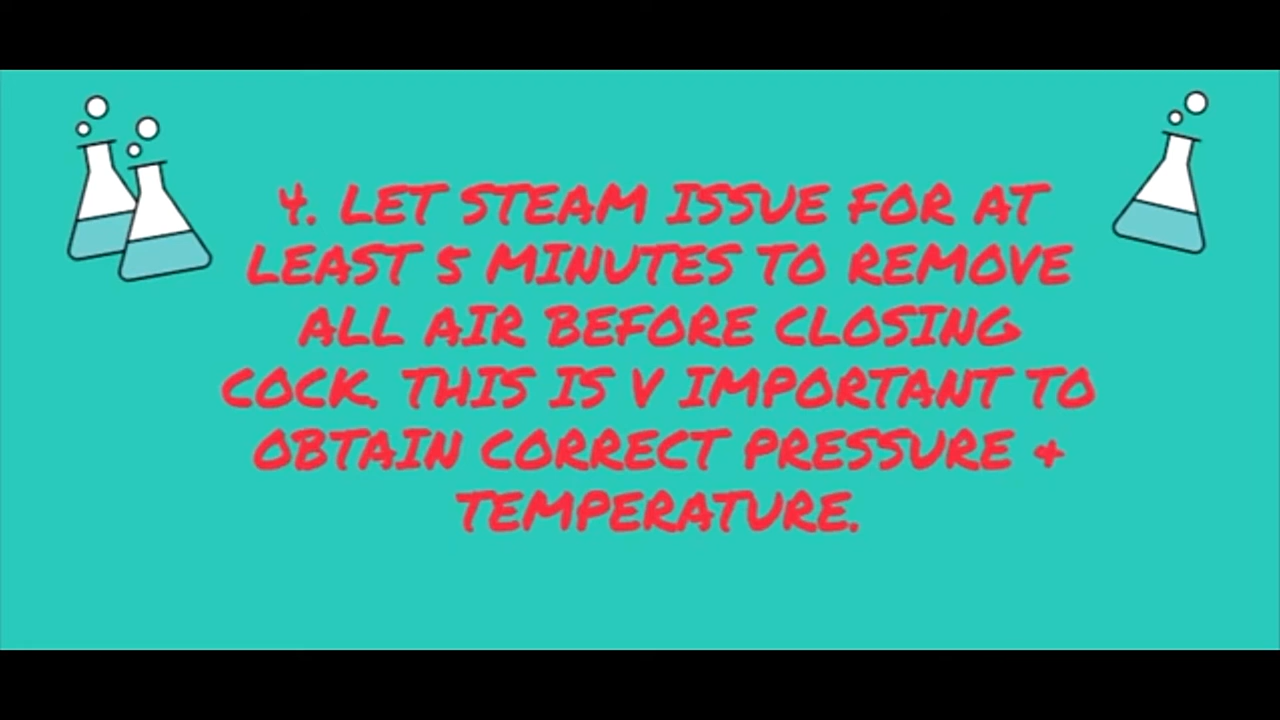 4. LET STEAM ISSUE FOR AT
LEAST 5 MINUTES TO REMOVE
ALL AIR BEFORE CLOSING
COCK. THIS IS V IMPORTANT TO
OBTAIN CORRECT PRESSURE &
TEMPERATURE.